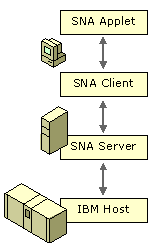 SNA Applet
SNA Client
SNA Server
IBM Host